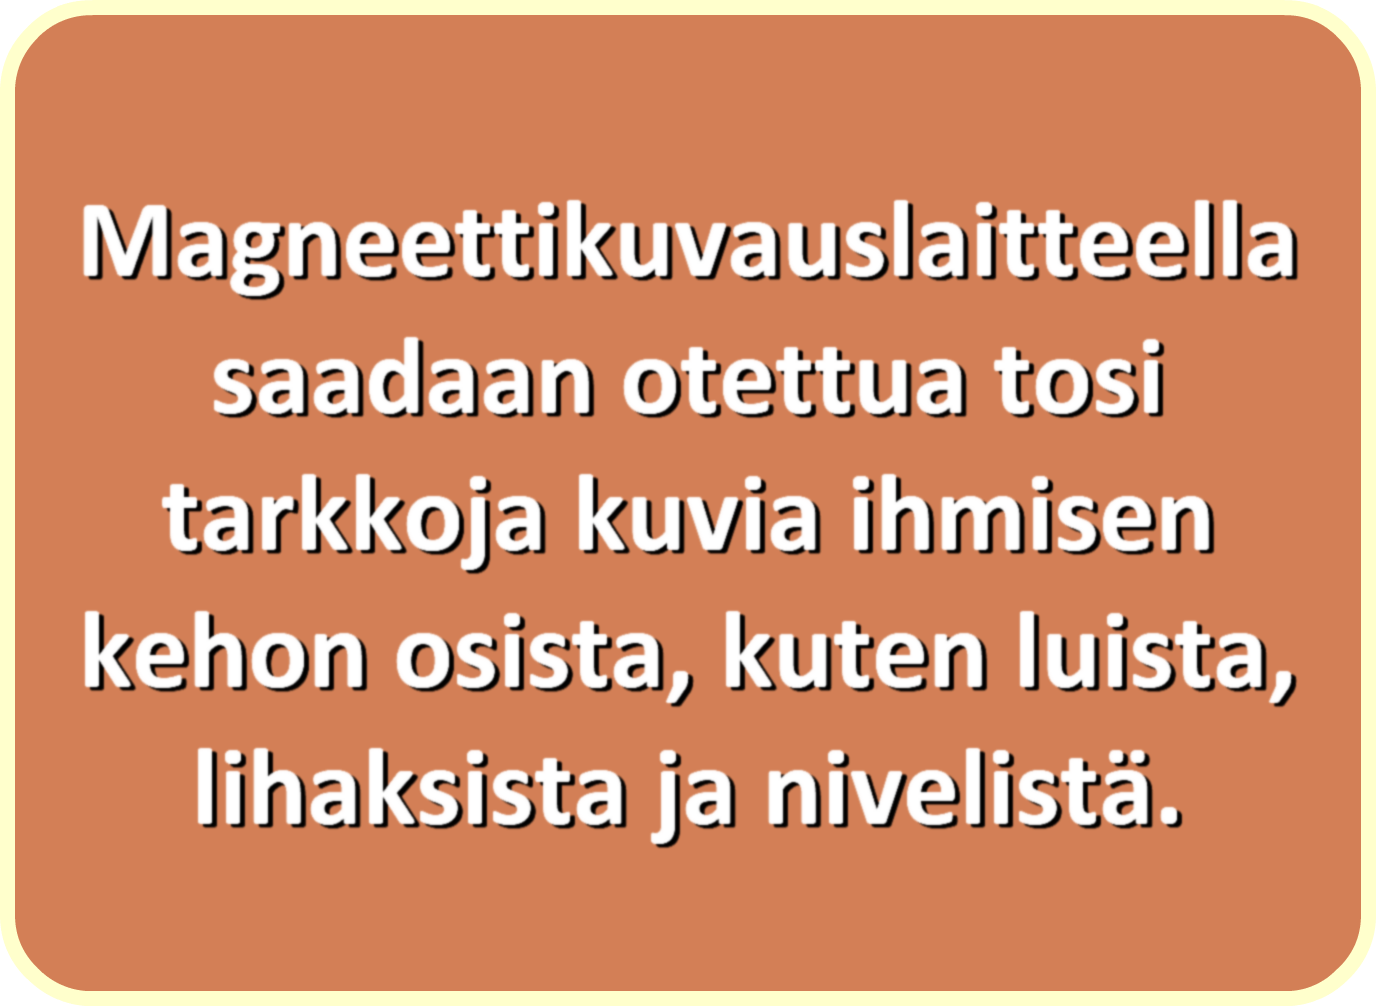 Magneettikuvauslaitteella
saadaan otettua tosi
tarkkoja kuvia ihmisen
kehon osista, kuten luista,
lihaksista ja nivelistä.